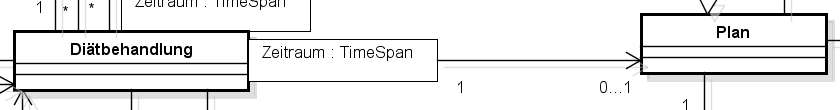 Zeitraum : TimeSpan
1
*
*
Diätbehandlung
Zeitraum : TimeSpan
Plan
1
0...1
1